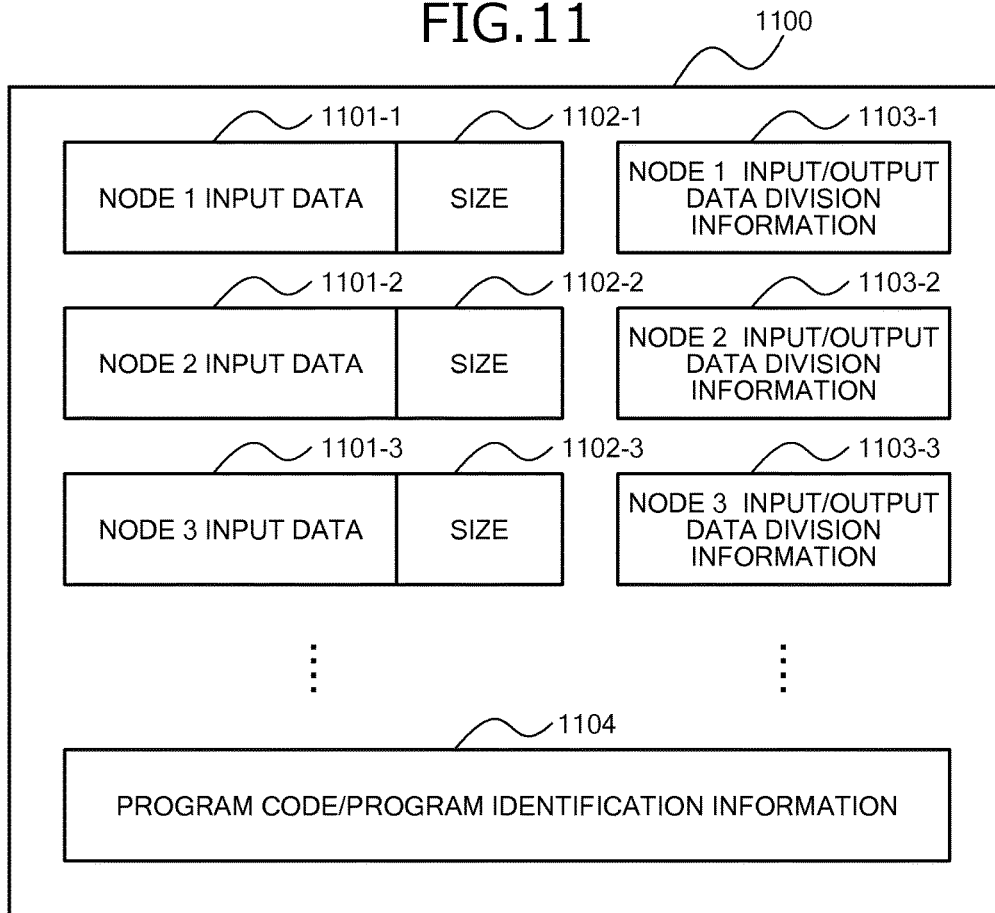 FIG.11
1100
1101-1
1102-1
1103-1
NODE 1 INPUT DATA
SIZE
NODE 1 INPUT/OUTPUT
DATA DIVISION
INFORMATION
1101-2
1102-2
1103-2
NODE 2 INPUT DATA
SIZE
NODE 2 INPUT/OUTPUT
DATA DIVISION
INFORMATION
1101-3
1102-3
1103-3
NODE 3 INPUT DATA
SIZE
NODE 3 INPUT/OUTPUT
DATA DIVISION
INFORMATION
1104
PROGRAM CODE/PROGRAM IDENTIFICATION INFORMATION